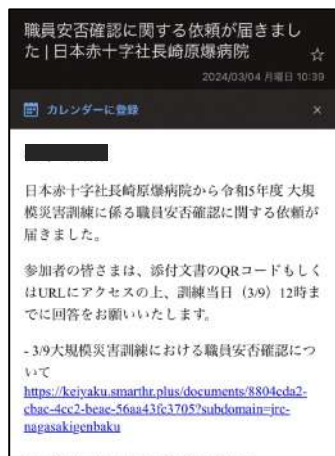 職員安否確認に関する依頼が届きまし
た | 日本赤十字社長崎原爆病院
2024/03/04 月曜日 10:39
カレンダーに登録
×
日本赤十字社長崎原爆病院から令和5年度 大規
模災害訓練に係る職員安否確認に関する依頼が
届きました。
参加者の皆さまは、添付文書のQRコードもしく
はURLにアクセスの上、訓練当日（3/9）12時ま
でに回答をお願いいたします。
- 3/9大規模災害訓練における職員安否確認につ
いて
https://keiyaku.smarthr.plus/documents/8804cda2-
cbac-4cc2-beae-56aa43fc3705?subdomain=jrc-
nagasakigenbaku